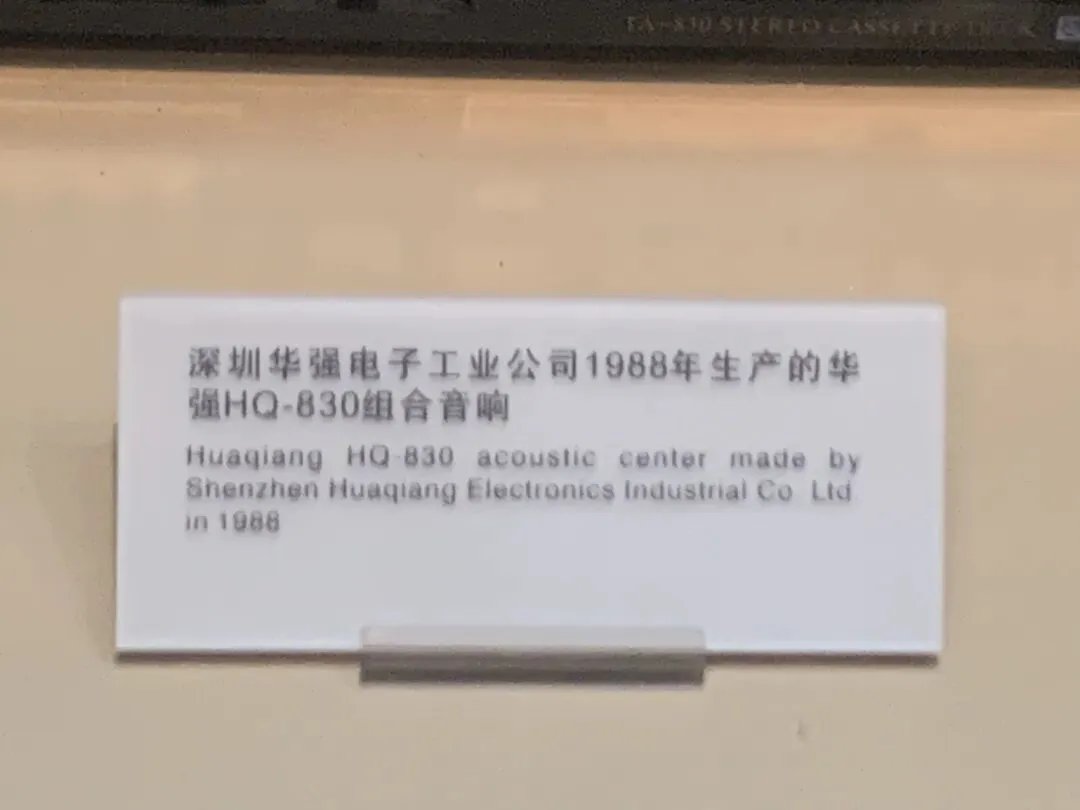 TA-830 STEREO CASSETTE DECK
深圳华强电子工业公司1988年生产的华
强HQ-830组合音响
Huaqiang HQ-830 acoustic center made by
Shenzhen Huaqiang Electronics Industrial Co Ltd
in 1988